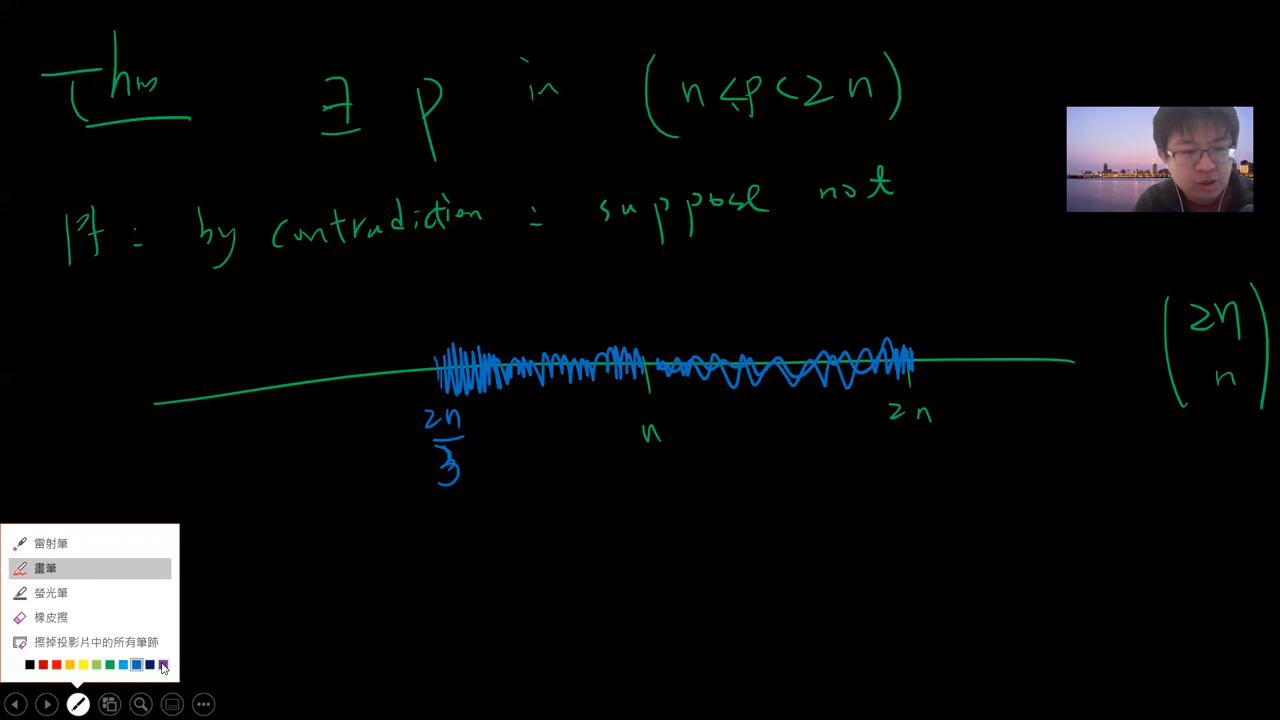 Thm ∃ p in (n ≤ p < 2n)
Pf: by contradiction: suppose not
(2n
n)
2n
3
n
2n
雷射筆
畫筆
螢光筆
橡皮擦
擦掉投影片中的所有筆跡